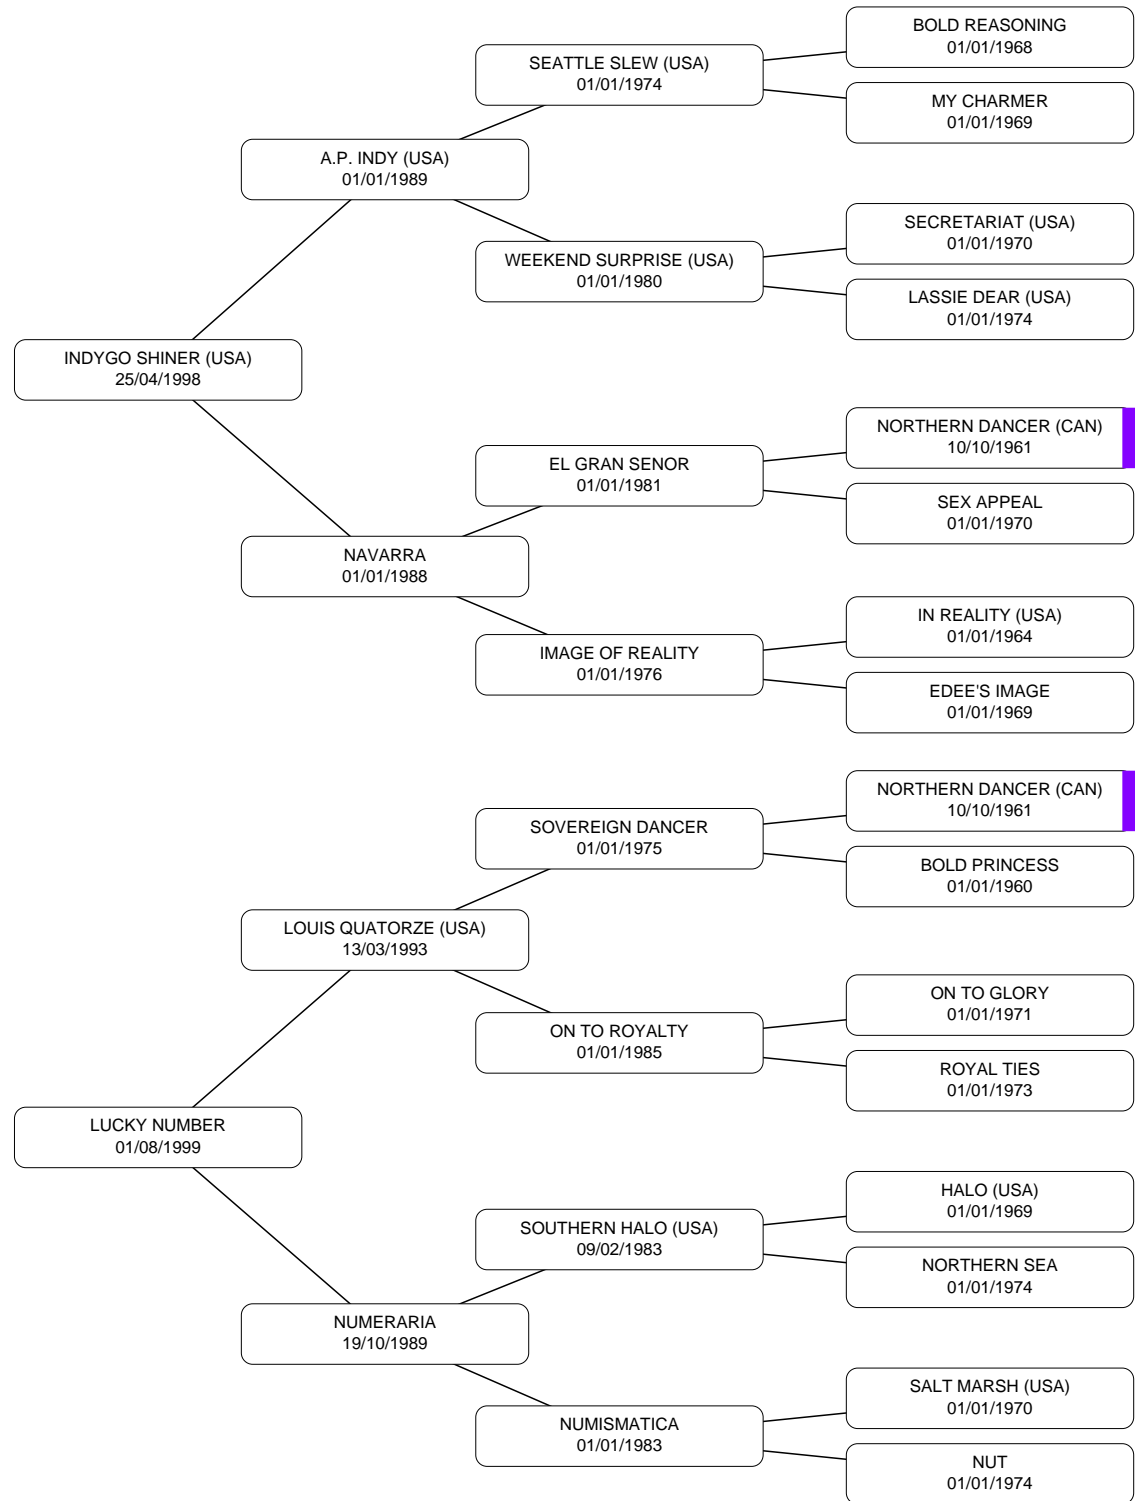 BOLD REASONING
01/01/1968
SEATTLE SLEW (USA)
01/01/1974
MY CHARMER
01/01/1969
A.P. INDY (USA)
01/01/1989
SECRETARIAT (USA)
01/01/1970
WEEKEND SURPRISE (USA)
01/01/1980
LASSIE DEAR (USA)
01/01/1974
INDYGO SHINER (USA)
25/04/1998
NORTHERN DANCER (CAN)
10/10/1961
EL GRAN SENOR
01/01/1981
SEX APPEAL
01/01/1970
NAVARRA
01/01/1988
IN REALITY (USA)
01/01/1964
IMAGE OF REALITY
01/01/1976
EDEE'S IMAGE
01/01/1969
NORTHERN DANCER (CAN)
10/10/1961
SOVEREIGN DANCER
01/01/1975
BOLD PRINCESS
01/01/1960
LOUIS QUATORZE (USA)
13/03/1993
ON TO GLORY
01/01/1971
ON TO ROYALTY
01/01/1985
ROYAL TIES
01/01/1973
LUCKY NUMBER
01/08/1999
HALO (USA)
01/01/1969
SOUTHERN HALO (USA)
09/02/1983
NORTHERN SEA
01/01/1974
NUMERARIA
19/10/1989
SALT MARSH (USA)
01/01/1970
NUMISMATICA
01/01/1983
NUT
01/01/1974